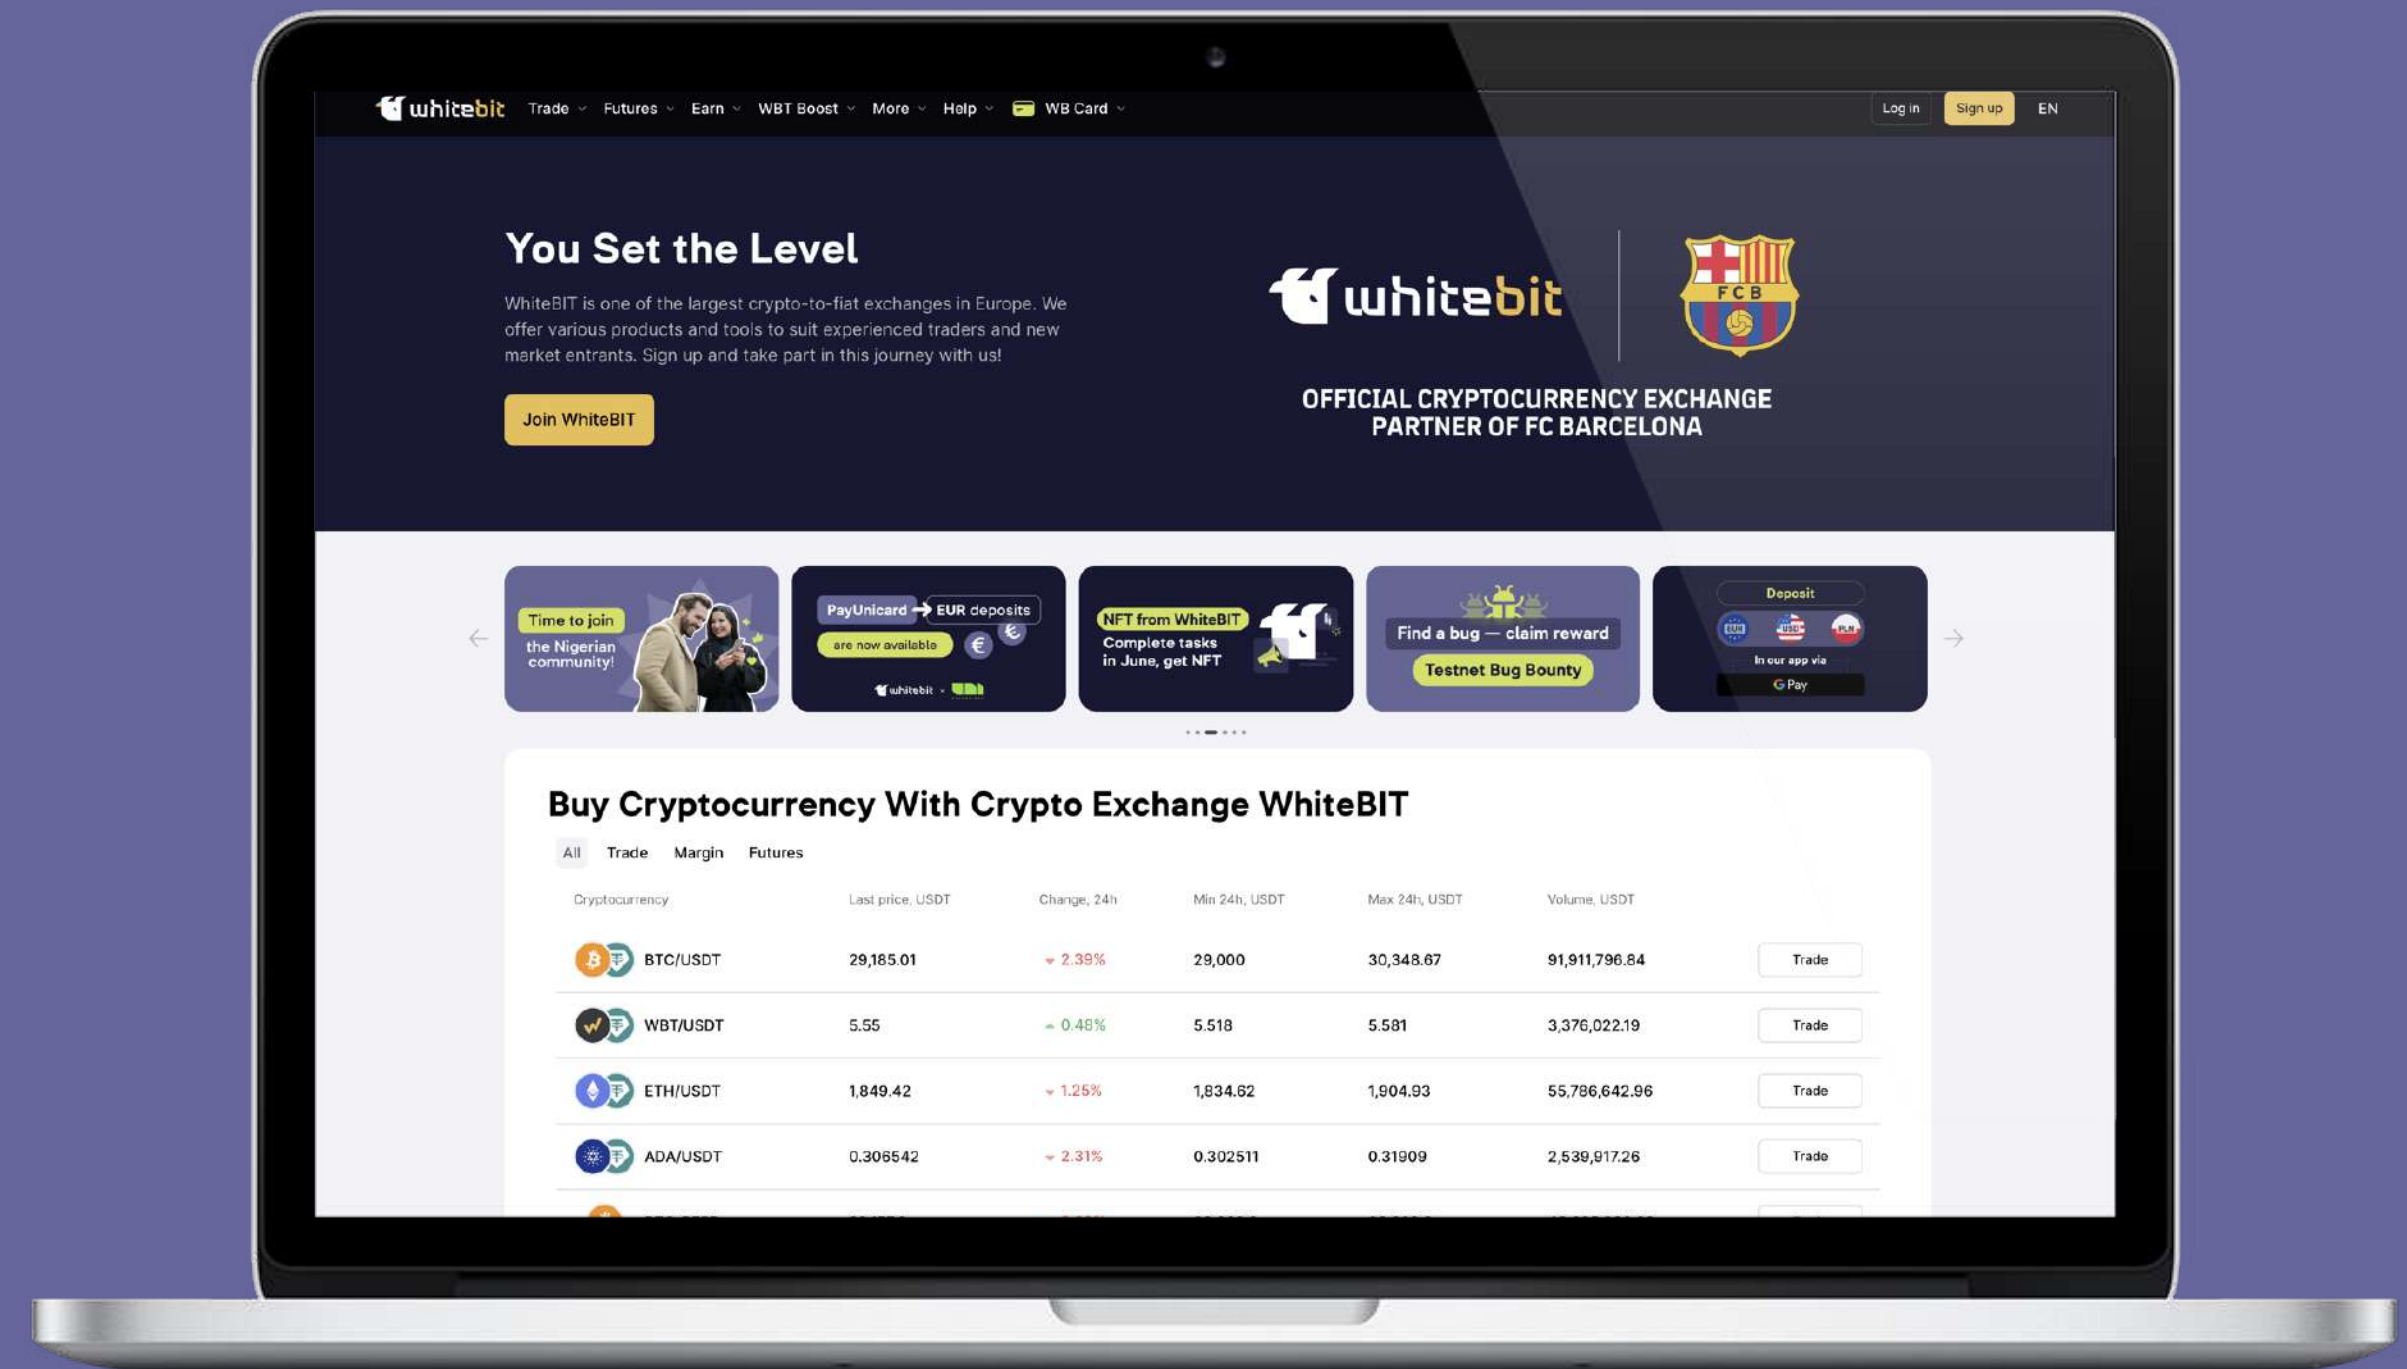 whitebit Trade Futures Earn WBT Boost More Help WB Card Log in Sign up EN
You Set the Level
WhiteBIT is one of the largest crypto-to-fiat exchanges in Europe. We
offer various products and tools to suit experienced traders and new
market entrants. Sign up and take part in this journey with us!
Join WhiteBIT
whitebit
FCB
OFFICIAL CRYPTOCURRENCY EXCHANGE
PARTNER OF FC BARCELONA
Time to join
the Nigerian
community!
PayUnicard → EUR deposits
are now available
whitebit ×
NFT from WhiteBIT
Complete tasks
in June, get NFT
Find a bug — claim reward
Testnet Bug Bounty
Deposit
EUR USD PLN
In our app via
G Pay
Buy Cryptocurrency With Crypto Exchange WhiteBIT
All Trade Margin Futures
Cryptocurrency Last price, USDT Change, 24h Min 24h, USDT Max 24h, USDT Volume, USDT
BTC/USDT 29,185.01 2.39% 29,000 30,348.67 91,911,796.84 Trade
WBT/USDT 5.55 0.48% 5.518 5.581 3,376,022.19 Trade
ETH/USDT 1,849.42 1.25% 1,834.62 1,904.93 55,786,642.96 Trade
ADA/USDT 0.306542 2.31% 0.302511 0.31909 2,539,917.26 Trade